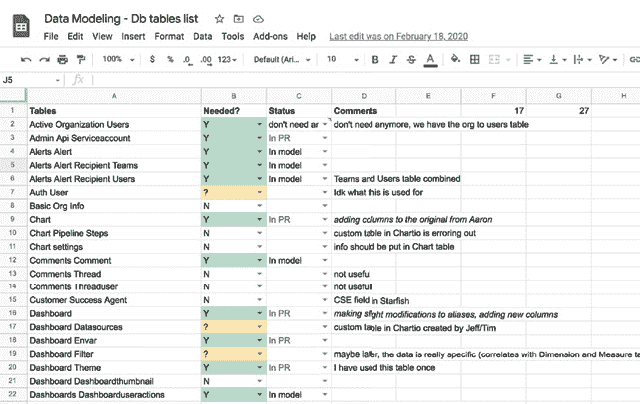 Data Modeling - Db tables list
File Edit View Insert Format Data Tools Add-ons Help Last edit was on February 18, 2020
100% $ % .0 .00 123 Default (Ari... 10 B I S A
J5 fx
A B C D E F G H
1 Tables Needed? Status Comments 17 27
2 Active Organization Users Y don't need ar don't need anymore, we have the org to users table
3 Admin Api Serviceaccount Y In PR
4 Alerts Alert Y In model
5 Alerts Alert Recipient Teams Y In model
6 Alerts Alert Recipient Users Y In model Teams and Users table combined
7 Auth User ? Idk what this is used for
8 Basic Org Info N
9 Chart Y In PR adding columns to the original from Aaron
10 Chart Pipeline Steps N custom table in Chartio is erroring out
11 Chart settings N info should be put in Chart table
12 Comments Comment Y In model
13 Comments Thread N not usefu
14 Comments Threaduser N not useful
15 Customer Success Agent N CSE field in Starfish
16 Dashboard Y In PR making slight modifications to aliases, adding new columns
17 Dashboard Datasources ? custom table in Chartio created by Jeff/Tim
18 Dashboard Envar Y In PR
19 Dashboard Filter ? maybe later, the data is really specific (correlates with Dimension and Measure ta
20 Dashboard Theme Y In PR I have used this table once
21 Dashboard Dashboardthumbnail N
22 Dashboards Dashboarduseractions Y In model